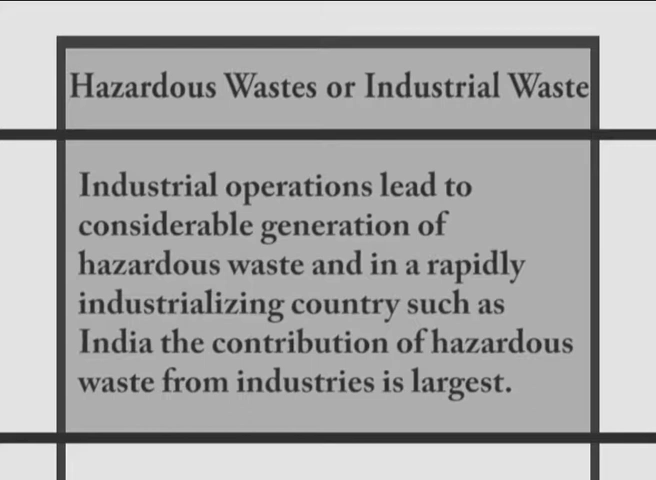 Hazardous Wastes or Industrial Waste
Industrial operations lead to
considerable generation of
hazardous waste and in a rapidly
industrializing country such as
India the contribution of hazardous
waste from industries is largest.